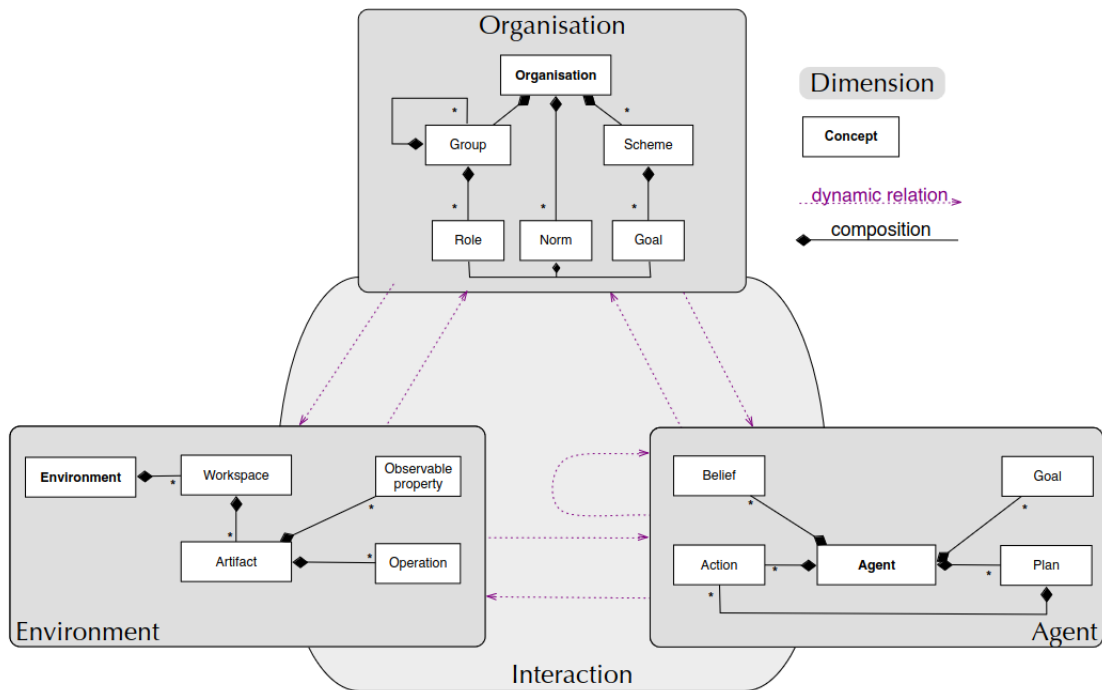 Organisation
Organisation
*
*
Group
Scheme
*
*
*
Role
Norm
Goal
Dimension
Concept
dynamic relation
composition
Environment
*
Workspace
Observable
property
*
*
Artifact
*
Operation
Environment
Belief
*
Goal
*
Action
*
Agent
*
Plan
*
Agent
Interaction